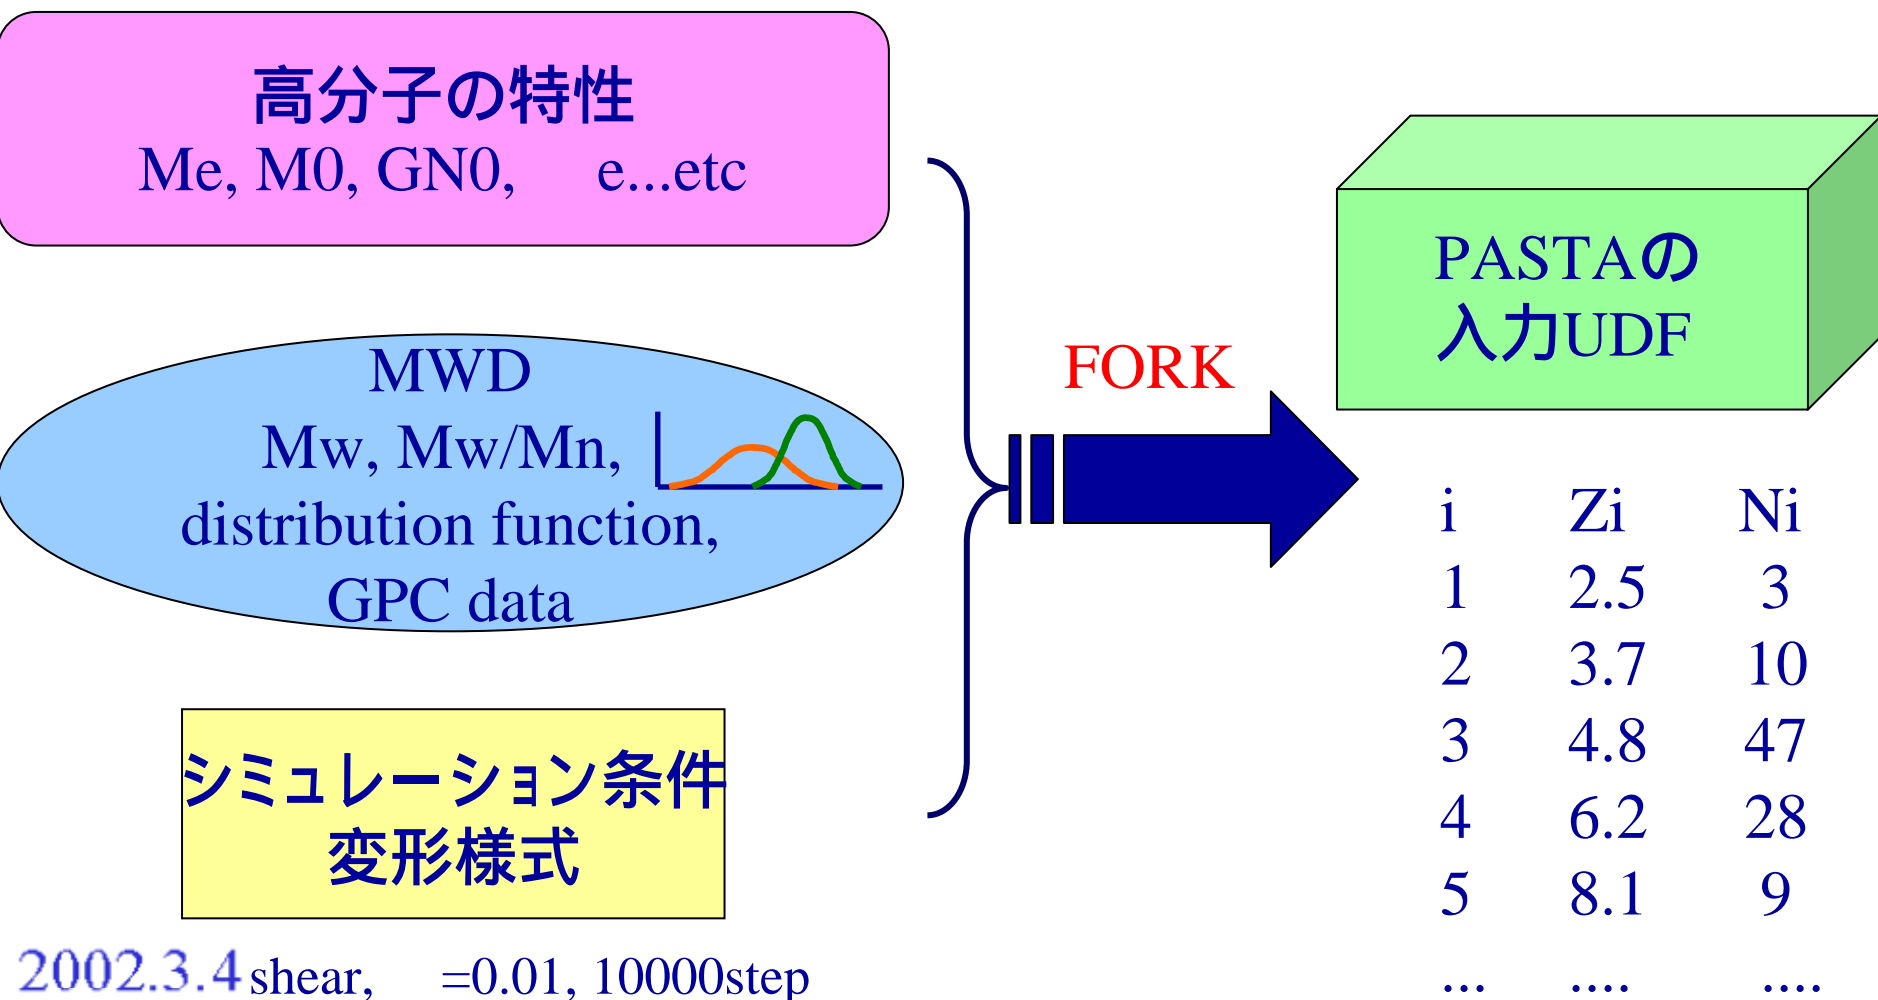 高分子の特性
Me, M0, GN0, e...etc
MWD
Mw, Mw/Mn,
distribution function,
GPC data
シミュレーション条件
変形様式
2002.3.4 shear, =0.01, 10000step
FORK
PASTAの
入力UDF
i Zi Ni
1 2.5 3
2 3.7 10
3 4.8 47
4 6.2 28
5 8.1 9
... .... ....